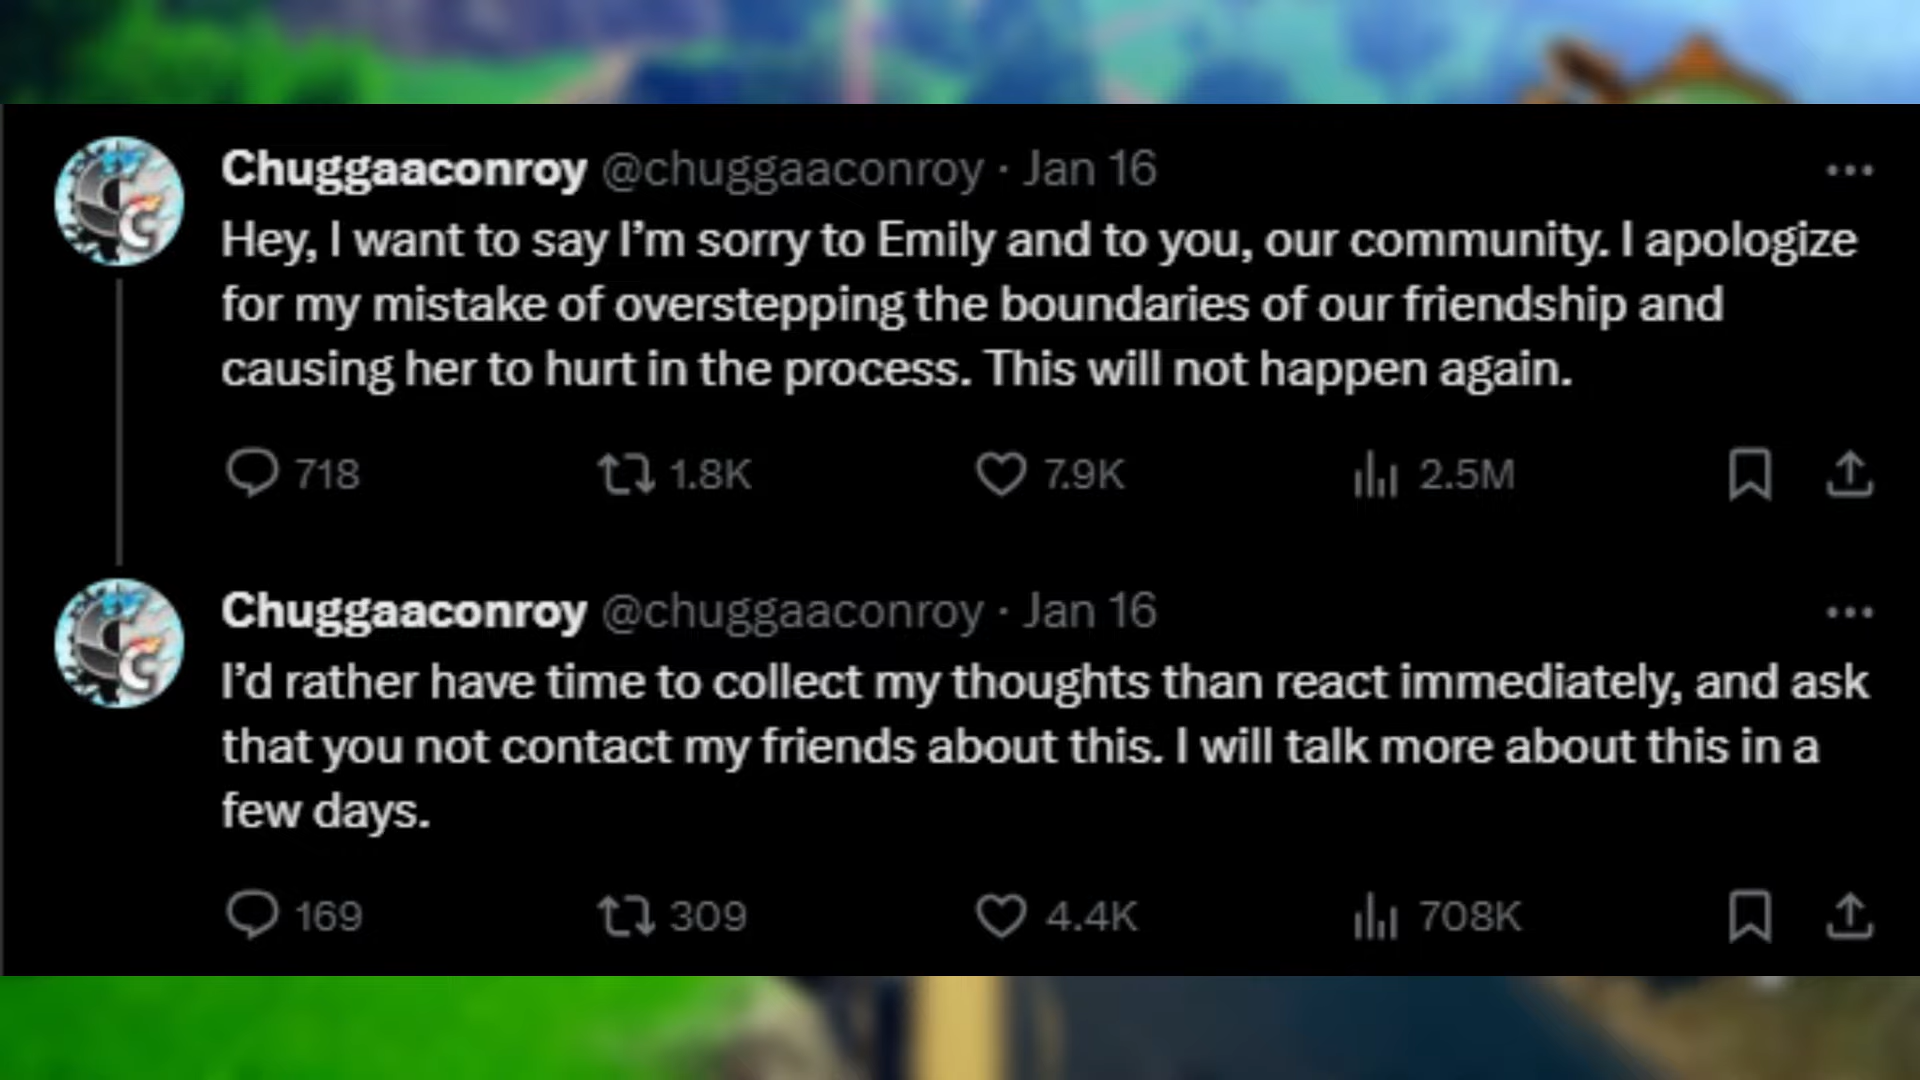 Chuggaaconroy @chuggaaconroy · Jan 16
Hey, I want to say I’m sorry to Emily and to you, our community. I apologize
for my mistake of overstepping the boundaries of our friendship and
causing her to hurt in the process. This will not happen again.
718 1.8K 7.9K 2.5M
Chuggaaconroy @chuggaaconroy · Jan 16
I’d rather have time to collect my thoughts than react immediately, and ask
that you not contact my friends about this. I will talk more about this in a
few days.
169 309 4.4K 708K